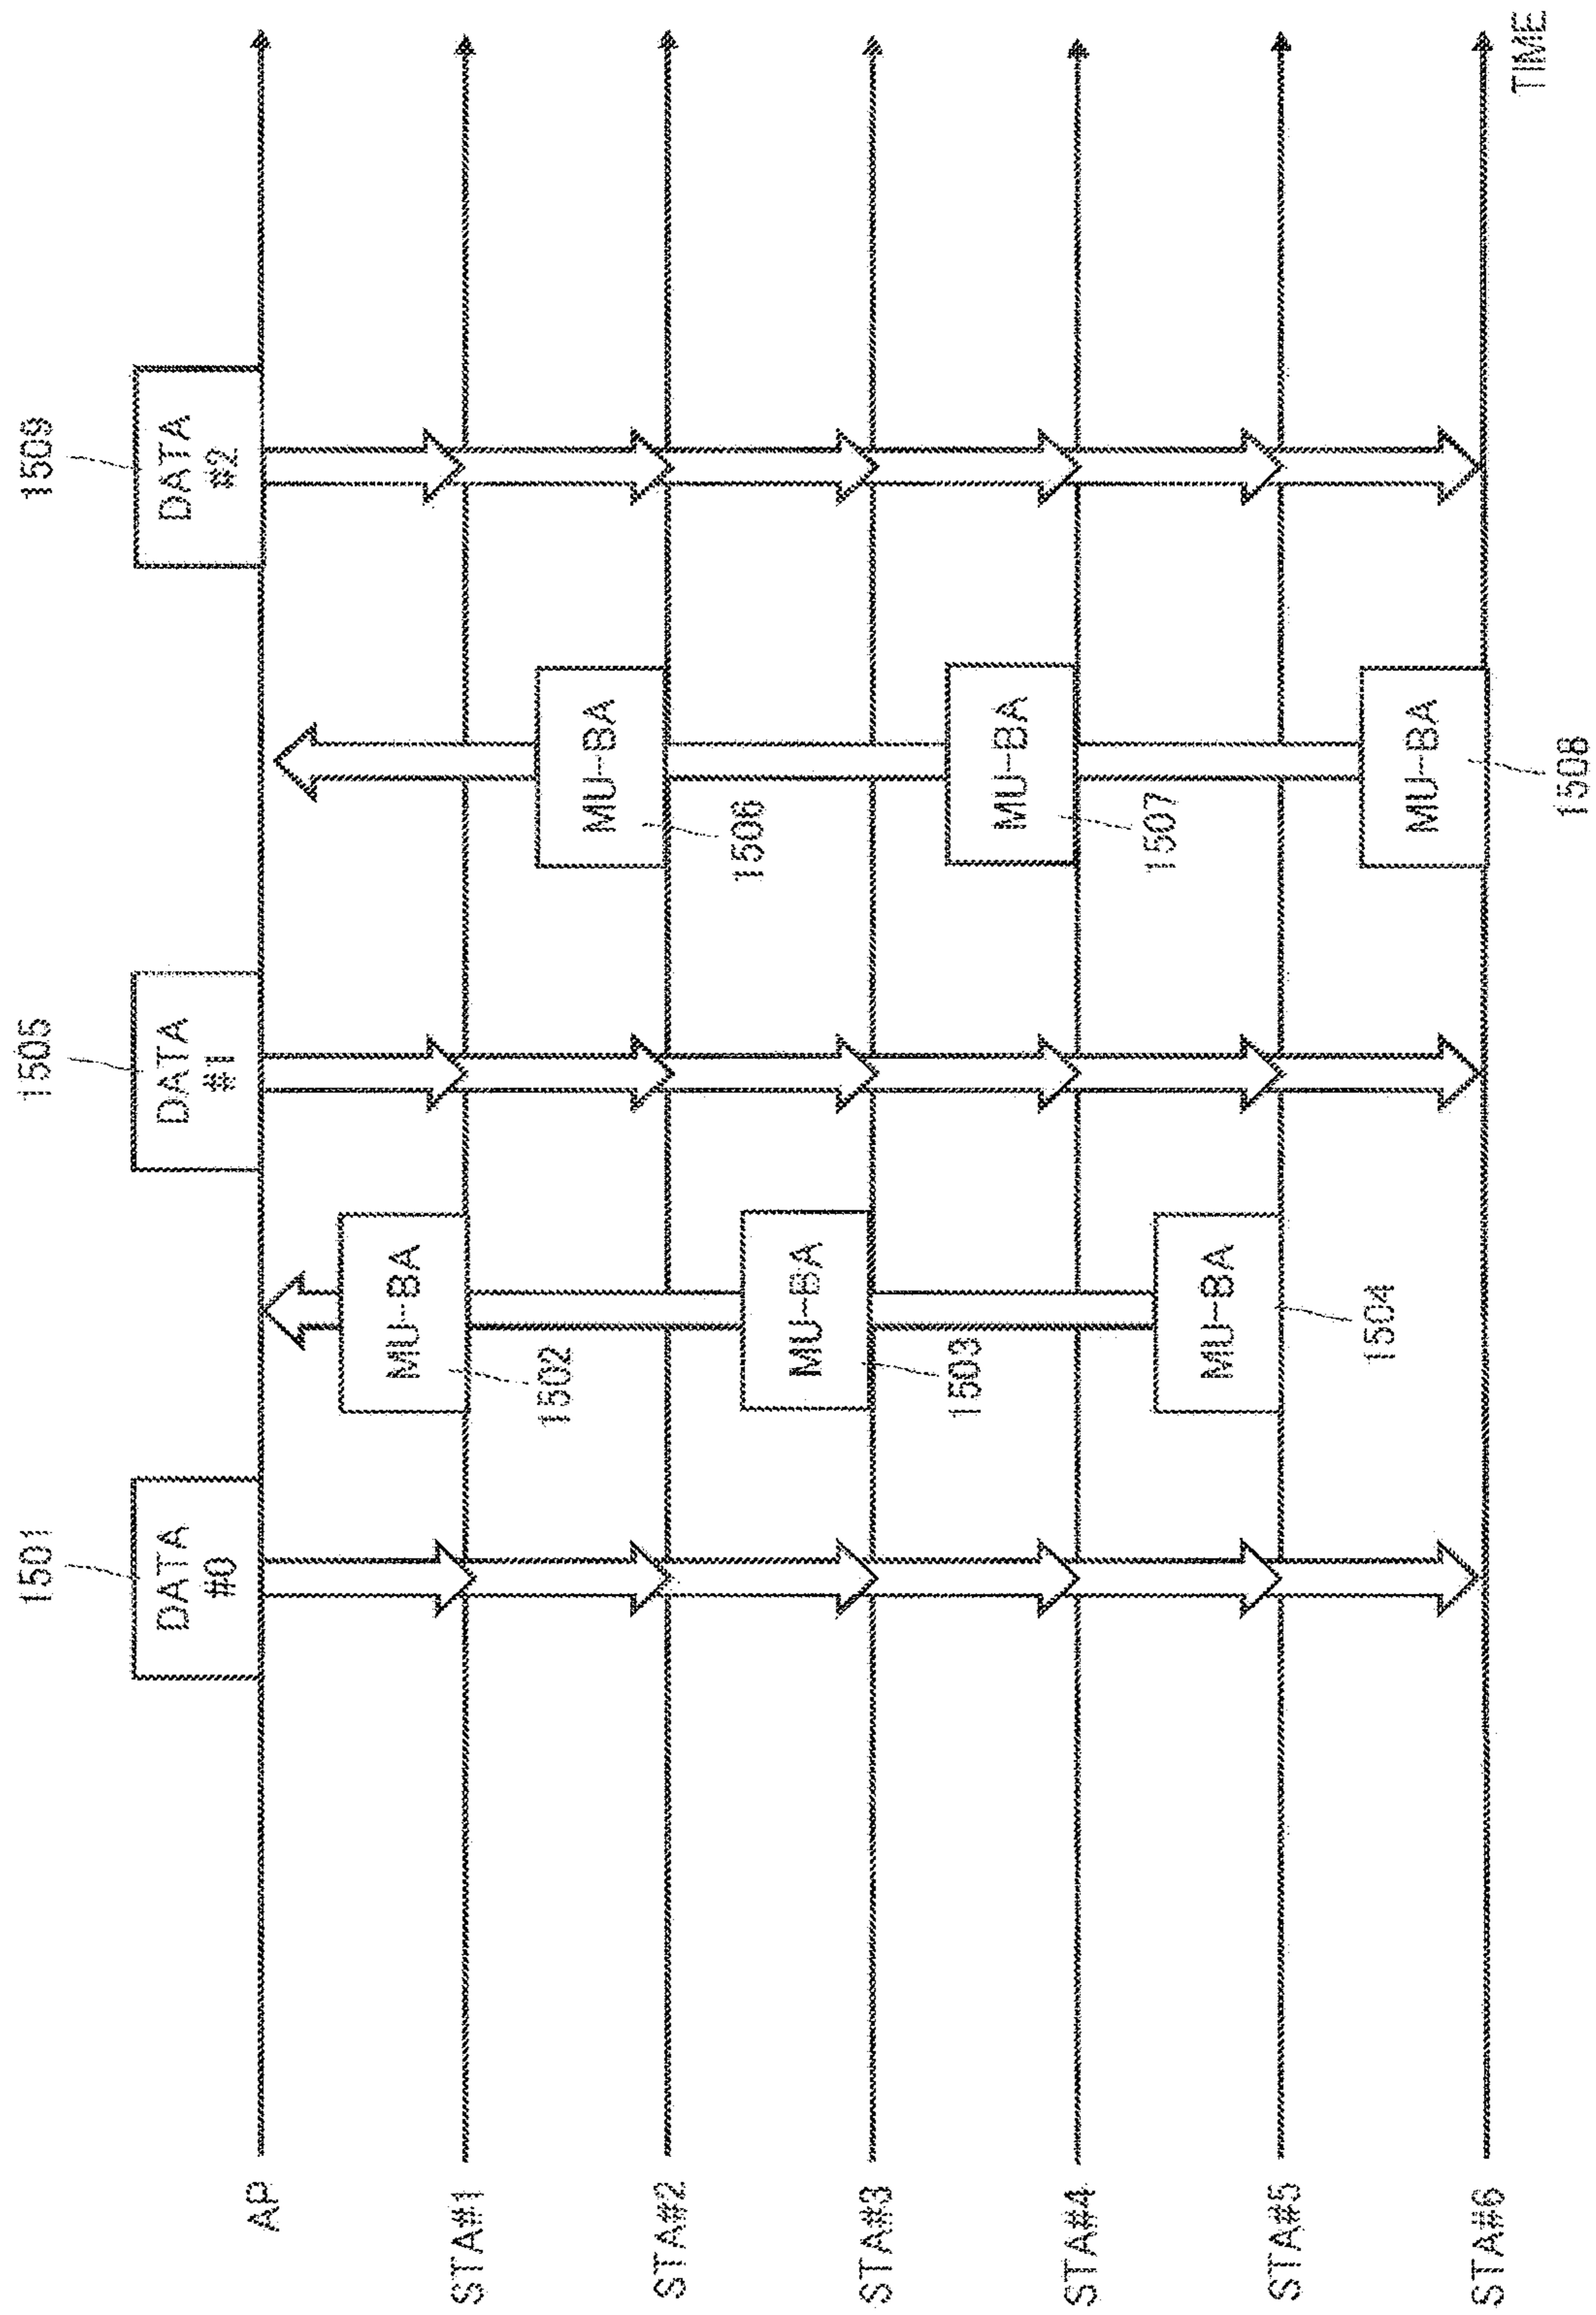 1501
1505
1509
DATA
#0
DATA
#1
DATA
#2
AP
MU-BA
1502
STA#1
MU-BA
1506
STA#2
MU-BA
1503
STA#3
MU-BA
1507
STA#4
MU-BA
1504
STA#5
MU-BA
1508
STA#6
TIME